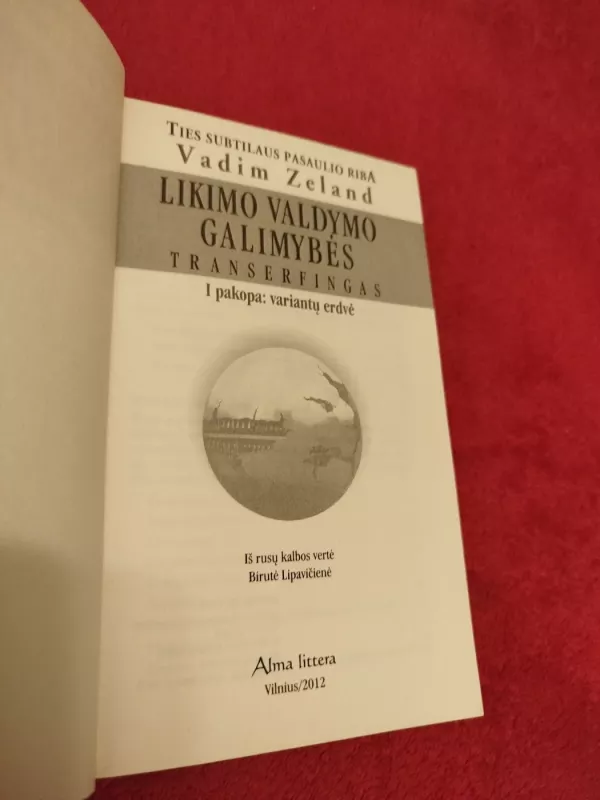 TIES SUBTILAUS PASAULIO RIBA
Vadim Zeland
LIKIMO VALDYMO
GALIMYBĖS
TRANSERFINGAS
I pakopa: variantų erdvė
Iš rusų kalbos vertė
Birutė Lipavičienė
Alma littera
Vilnius/2012